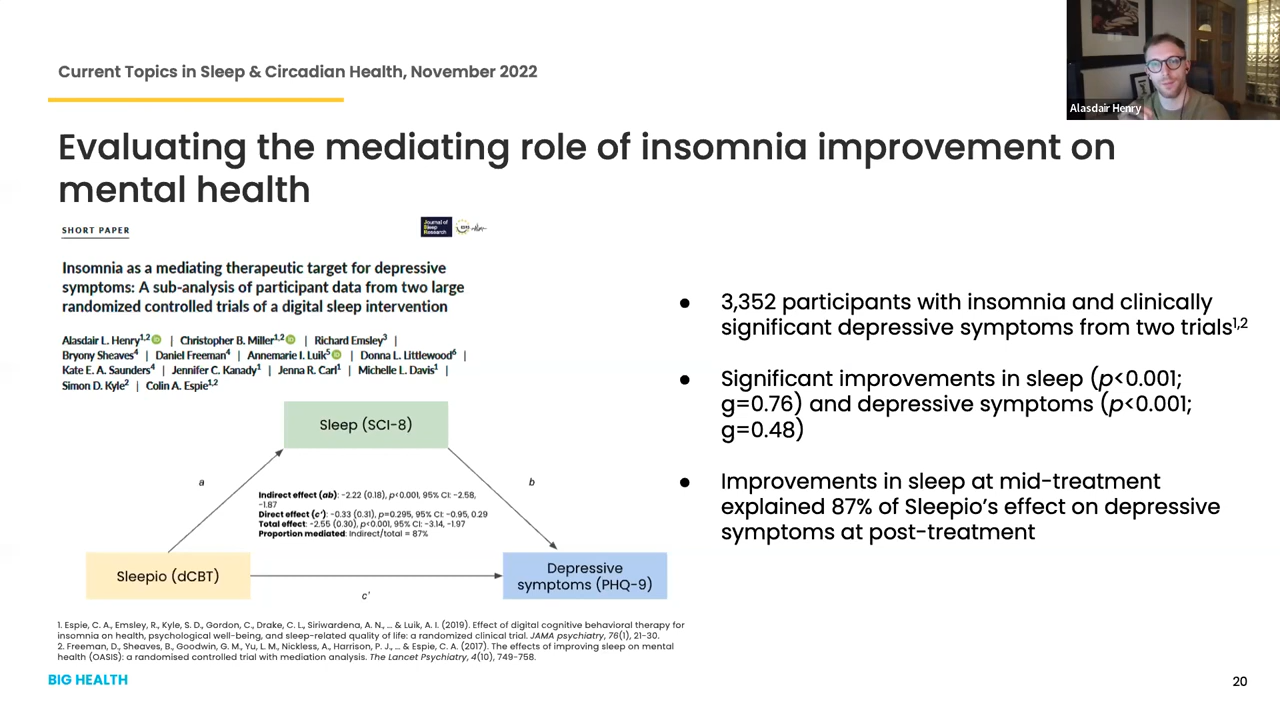 Current Topics in Sleep & Circadian Health, November 2022
Alasdair Henry
Evaluating the mediating role of insomnia improvement on
mental health
SHORT PAPER
Journal of
Sleep
Research
Insomnia as a mediating therapeutic target for depressive
symptoms: A sub-analysis of participant data from two large
randomized controlled trials of a digital sleep intervention
Alasdair L. Henry1,2 | Christopher B. Miller1,2 | Richard Emsley3 |
Bryony Sheaves4 | Daniel Freeman4 | Annemarie I. Luik5 | Donna L. Littlewood6 |
Kate E. A. Saunders4 | Jennifer C. Kanady1 | Jenna R. Carl1 | Michelle L. Davis1 |
Simon D. Kyle2 | Colin A. Espie1,2
Sleep (SCI-8)
a
b
Indirect effect (ab): -2.22 (0.18), p<0.001, 95% CI: -2.58,
-1.87
Direct effect (c'): -0.33 (0.31), p=0.295, 95% CI: -0.95, 0.29
Total effect: -2.55 (0.30), p<0.001, 95% CI: -3.14, -1.97
Proportion mediated: Indirect/total = 87%
Sleepio (dCBT)
Depressive
symptoms (PHQ-9)
c'
● 3,352 participants with insomnia and clinically
significant depressive symptoms from two trials1,2
● Significant improvements in sleep (p<0.001;
g=0.76) and depressive symptoms (p<0.001;
g=0.48)
● Improvements in sleep at mid-treatment
explained 87% of Sleepio's effect on depressive
symptoms at post-treatment
1. Espie, C. A., Emsley, R., Kyle, S. D., Gordon, C., Drake, C. L., Siriwardena, A. N., ... & Luik, A. I. (2019). Effect of digital cognitive behavioral therapy for
insomnia on health, psychological well-being, and sleep-related quality of life: a randomized clinical trial. JAMA psychiatry, 76(1), 21-30.
2. Freeman, D., Sheaves, B., Goodwin, G. M., Yu, L. M., Nickless, A., Harrison, P. J., ... & Espie, C. A. (2017). The effects of improving sleep on mental
health (OASIS): a randomised controlled trial with mediation analysis. The Lancet Psychiatry, 4(10), 749-758.
BIG HEALTH
20